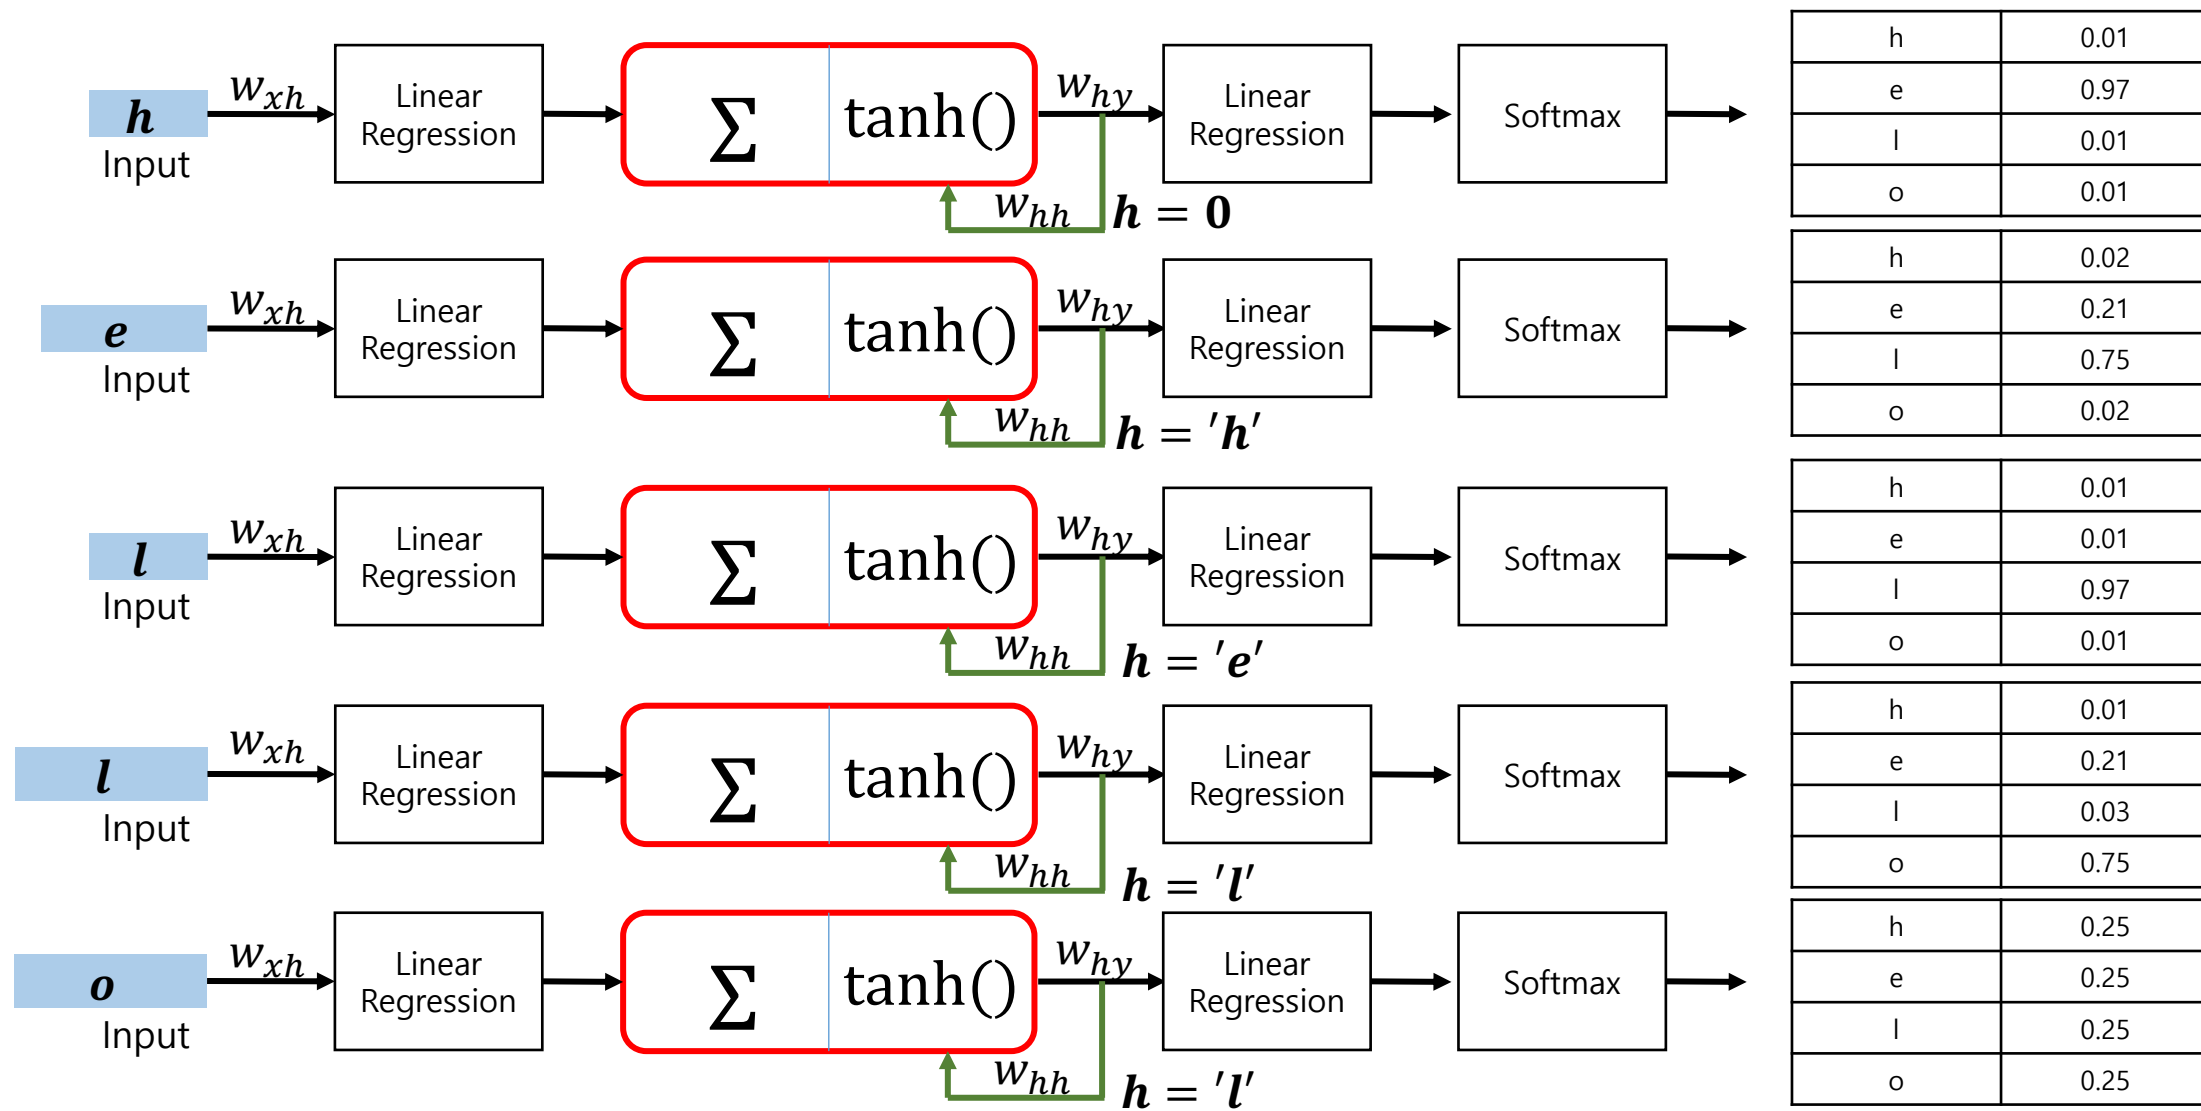 h
Input
w_xh
Linear
Regression
∑
tanh()
w_hy
w_hh
h = 0
Linear
Regression
Softmax
h 0.01
e 0.97
l 0.01
o 0.01
e
Input
w_xh
Linear
Regression
∑
tanh()
w_hy
w_hh
h = ′h′
Linear
Regression
Softmax
h 0.02
e 0.21
l 0.75
o 0.02
l
Input
w_xh
Linear
Regression
∑
tanh()
w_hy
w_hh
h = ′e′
Linear
Regression
Softmax
h 0.01
e 0.01
l 0.97
o 0.01
l
Input
w_xh
Linear
Regression
∑
tanh()
w_hy
w_hh
h = ′l′
Linear
Regression
Softmax
h 0.01
e 0.21
l 0.03
o 0.75
o
Input
w_xh
Linear
Regression
∑
tanh()
w_hy
w_hh
h = ′l′
Linear
Regression
Softmax
h 0.25
e 0.25
l 0.25
o 0.25